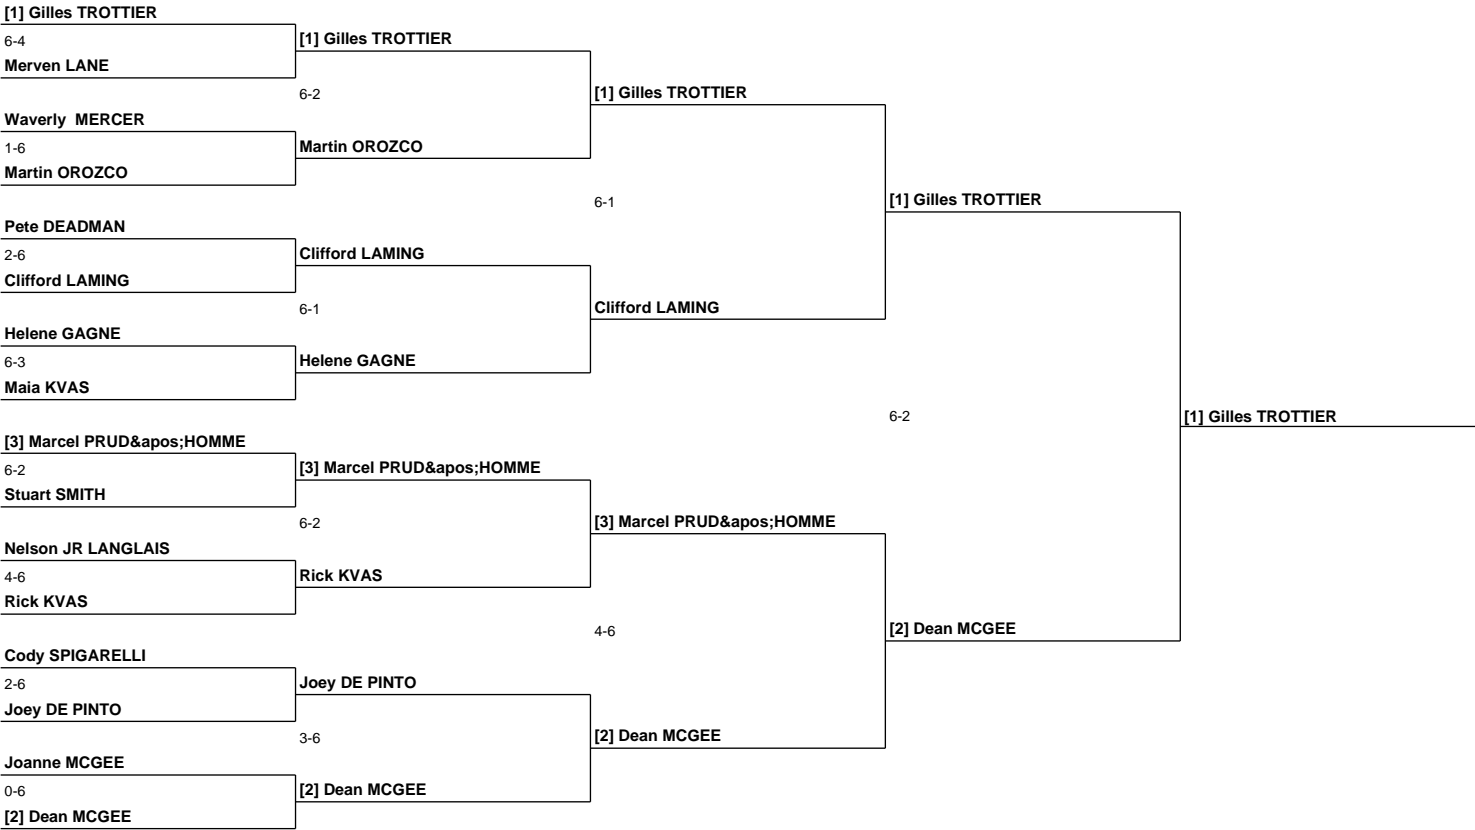 [1] Gilles TROTTIER
6-4
Merven LANE
Waverly  MERCER
1-6
Martin OROZCO
Pete DEADMAN
2-6
Clifford LAMING
Helene GAGNE
6-3
Maia KVAS
[3] Marcel PRUD&apos;HOMME
6-2
Stuart SMITH
Nelson JR LANGLAIS
4-6
Rick KVAS
Cody SPIGARELLI
2-6
Joey DE PINTO
Joanne MCGEE
0-6
[2] Dean MCGEE
[1] Gilles TROTTIER
6-2
Martin OROZCO
Clifford LAMING
6-1
Helene GAGNE
[3] Marcel PRUD&apos;HOMME
6-2
Rick KVAS
Joey DE PINTO
3-6
[2] Dean MCGEE
[1] Gilles TROTTIER
6-1
Clifford LAMING
[3] Marcel PRUD&apos;HOMME
4-6
[2] Dean MCGEE
[1] Gilles TROTTIER
6-2
[2] Dean MCGEE
[1] Gilles TROTTIER